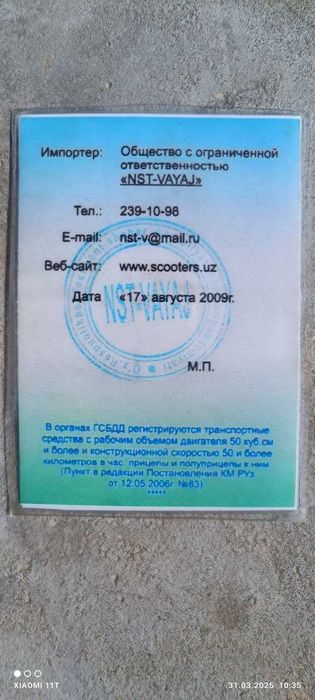 Импортер: Общество с ограниченной
ответственностью
«NST-VAYAJ»
Тел.: 239-10-98
E-mail: nst-v@mail.ru
Веб-сайт: www.scooters.uz
Дата «17» августа 2009г.
NST-VAYAJ
М.П.
В органах ГСБДД регистрируются транспортные
средства с рабочим объемом двигателя 50 куб.см
и более и конструкционной скоростью 50 и более
километров в час, прицепы и полуприцепы к ним
(Пункт в редакции Постановления КМ РУз
от 12.05.2006г. №83)
*****
XIAOMI 11T
31.03.2025 10:35